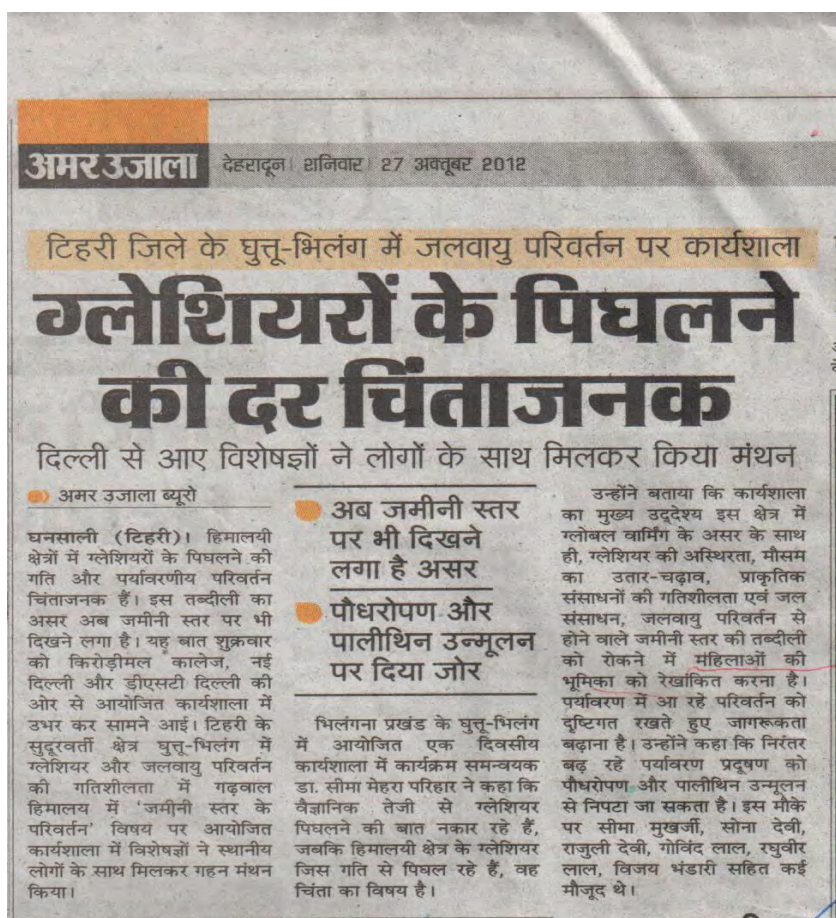 अमर उजाला देहरादून। शनिवार। 27 अक्तूबर 2012
टिहरी जिले के घुत्तू-भिलंग में जलवायु परिवर्तन पर कार्यशाला
ग्लेशियरों के पिघलने
की दर चिंताजनक
दिल्ली से आए विशेषज्ञों ने लोगों के साथ मिलकर किया मंथन
अमर उजाला ब्यूरो
घनसाली (टिहरी)। हिमालयी
क्षेत्रों में ग्लेशियरों के पिघलने की
गति और पर्यावरणीय परिवर्तन
चिंताजनक हैं। इस तब्दीली का
असर अब जमीनी स्तर पर भी
दिखने लगा है। यह बात शुक्रवार
को किरोड़ीमल कालेज, नई
दिल्ली और डीएसटी दिल्ली की
ओर से आयोजित कार्यशाला में
उभर कर सामने आई। टिहरी के
सुदूरवर्ती क्षेत्र घुत्तू-भिलंग में
ग्लेशियर और जलवायु परिवर्तन
की गतिशीलता में गढ़वाल
हिमालय में 'जमीनी स्तर के
परिवर्तन' विषय पर आयोजित
कार्यशाला में विशेषज्ञों ने स्थानीय
लोगों के साथ मिलकर गहन मंथन
किया।
अब जमीनी स्तर
पर भी दिखने
लगा है असर
पौधरोपण और
पालीथिन उन्मूलन
पर दिया जोर
भिलंगना प्रखंड के घुत्तू-भिलंग
में आयोजित एक दिवसीय
कार्यशाला में कार्यक्रम समन्वयक
डा. सीमा मेहरा परिहार ने कहा कि
वैज्ञानिक तेजी से ग्लेशियर
पिघलने की बात नकार रहे हैं,
जबकि हिमालयी क्षेत्र के ग्लेशियर
जिस गति से पिघल रहे हैं, वह
चिंता का विषय है।
उन्होंने बताया कि कार्यशाला
का मुख्य उद्देश्य इस क्षेत्र में
ग्लोबल वार्मिंग के असर के साथ
ही, ग्लेशियर की अस्थिरता, मौसम
का उतार-चढ़ाव, प्राकृतिक
संसाधनों की गतिशीलता एवं जल
संसाधन, जलवायु परिवर्तन से
होने वाले जमीनी स्तर की तब्दीली
को रोकने में महिलाओं की
भूमिका को रेखांकित करना है।
पर्यावरण में आ रहे परिवर्तन को
दृष्टिगत रखते हुए जागरूकता
बढ़ाना है। उन्होंने कहा कि निरंतर
बढ़ रहे पर्यावरण प्रदूषण को
पौधरोपण और पालीथिन उन्मूलन
से निपटा जा सकता है। इस मौके
पर सीमा मुखर्जी, सोना देवी,
राजुली देवी, गोविंद लाल, रघुवीर
लाल, विजय भंडारी सहित कई
मौजूद थे।